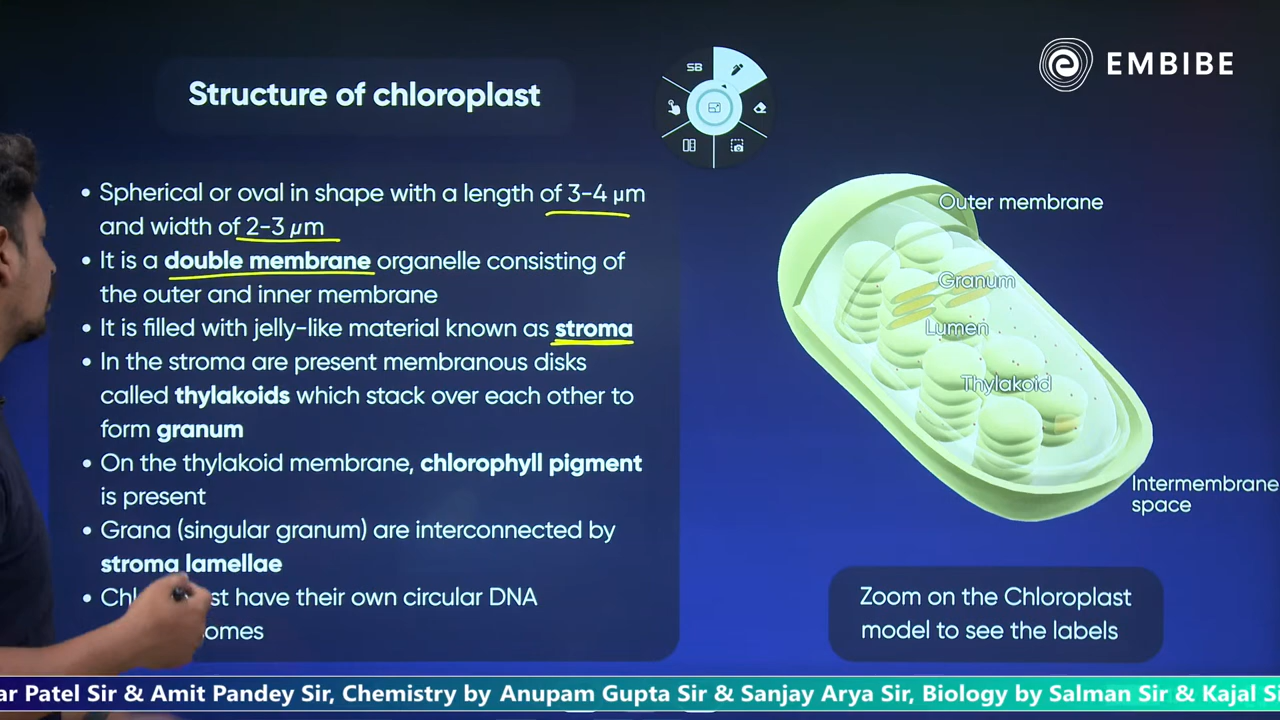 EMBIBE
SB
Structure of chloroplast
• Spherical or oval in shape with a length of 3-4 µm
and width of 2-3 µm
• It is a double membrane organelle consisting of
the outer and inner membrane
• It is filled with jelly-like material known as stroma
• In the stroma are present membranous disks
called thylakoids which stack over each other to
form granum
• On the thylakoid membrane, chlorophyll pigment
is present
• Grana (singular granum) are interconnected by
stroma lamellae
• have their own circular DNA
Outer membrane
Granum
Lumen
Thylakoid
Intermembrane
space
Zoom on the Chloroplast
model to see the labels
Patel Sir & Amit Pandey Sir, Chemistry by Anupam Gupta Sir & Sanjay Arya Sir, Biology by Salman Sir & Kajal